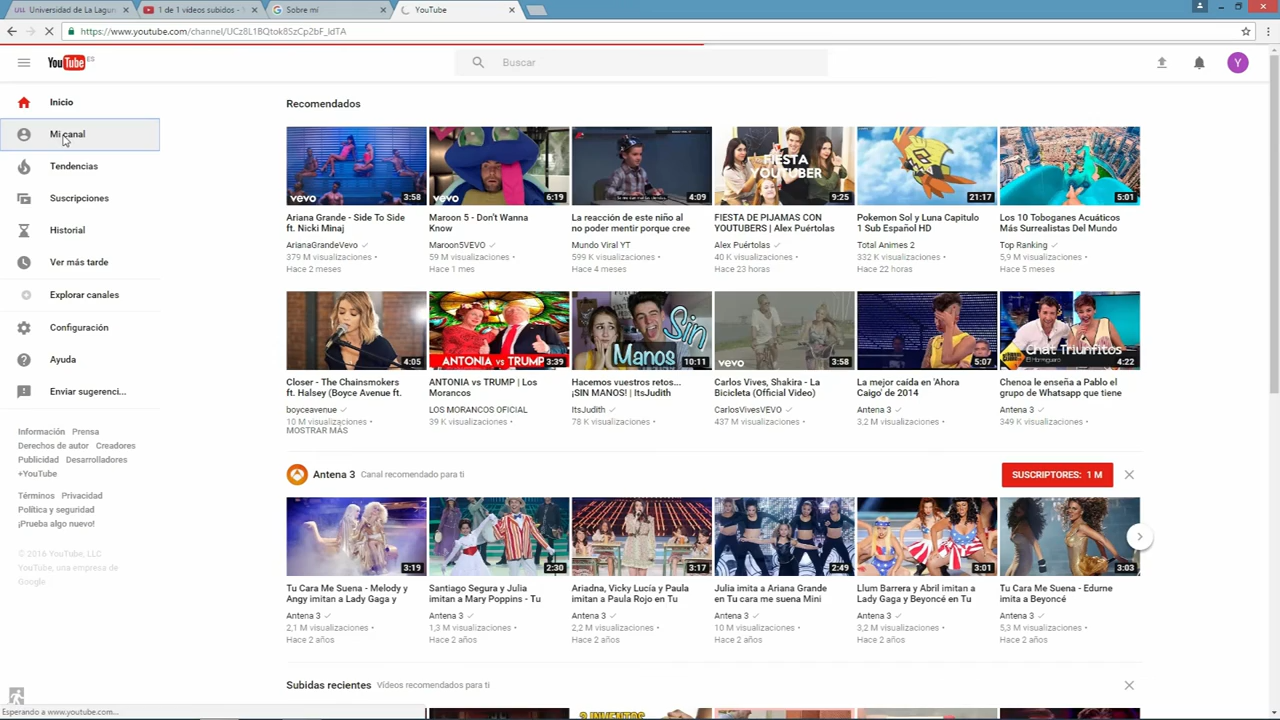 Universidad de La Lagun
1 de 1 vídeos subidos - Y
Sobre mí
YouTube
https://www.youtube.com/channel/UCz8L1BQtok8SzCp2bF_ldTA
YouTube ES
Buscar
Y
Inicio
Mi canal
Tendencias
Suscripciones
Historial
Ver más tarde
Explorar canales
Configuración
Ayuda
Enviar sugerenci...
Información Prensa
Derechos de autor Creadores
Publicidad Desarrolladores
+YouTube
Términos Privacidad
Política y seguridad
¡Prueba algo nuevo!
© 2016 YouTube, LLC
YouTube, una empresa de
Google
Recomendados
vevo 3:58
vevo 6:19
4:09
FIESTA
YOUTUBER
9:25
21:17
5:01
Ariana Grande - Side To Side
ft. Nicki Minaj
ArianaGrandeVevo
379 M visualizaciones •
Hace 2 meses
Maroon 5 - Don't Wanna
Know
Maroon5VEVO
59 M visualizaciones •
Hace 1 mes
La reacción de este niño al
no poder mentir porque cree
Mundo Viral YT
599 K visualizaciones •
Hace 4 meses
FIESTA DE PIJAMAS CON
YOUTUBERS | Alex Puértolas
Alex Puértolas
40 K visualizaciones •
Hace 23 horas
Pokemon Sol y Luna Capitulo
1 Sub Español HD
Total Animes 2
332 K visualizaciones •
Hace 22 horas
Los 10 Toboganes Acuáticos
Más Surrealistas Del Mundo
Top Ranking
5,9 M visualizaciones •
Hace 5 meses
4:05
ANTONIA vs TRUMP
3:39
Sin
Manos
10:11
vevo 3:58
5:07
Chat Triunfitos
4:22
Closer - The Chainsmokers
ft. Halsey (Boyce Avenue ft.
boyceavenue
10 M visualizaciones •
MOSTRAR MÁS
ANTONIA vs TRUMP | Los
Morancos
LOS MORANCOS OFICIAL
39 K visualizaciones •
Hacemos vuestros retos...
¡SIN MANOS! | ItsJudith
ItsJudith
78 K visualizaciones •
Carlos Vives, Shakira - La
Bicicleta (Official Video)
CarlosVivesVEVO
437 M visualizaciones •
La mejor caída en 'Ahora
Caigo' de 2014
Antena 3
3,2 M visualizaciones •
Chenoa le enseña a Pablo el
grupo de Whatsapp que tiene
Antena 3
349 K visualizaciones •
Antena 3 Canal recomendado para ti
SUSCRIPTORES: 1 M
3:19
2:30
3:17
2:49
3:01
3:03
Tu Cara Me Suena - Melody y
Angy imitan a Lady Gaga y
Antena 3
2,1 M visualizaciones •
Hace 2 años
Santiago Segura y Julia
imitan a Mary Poppins - Tu
Antena 3
1,3 M visualizaciones •
Hace 2 años
Ariadna, Vicky Lucía y Paula
imitan a Paula Rojo en Tu
Antena 3
2,2 M visualizaciones •
Hace 2 años
Julia imita a Ariana Grande
en Tu cara me suena Mini
Antena 3
10 M visualizaciones •
Hace 2 años
Llum Barrera y Abril imitan a
Lady Gaga y Beyoncé en Tu
Antena 3
3,2 M visualizaciones •
Hace 2 años
Tu Cara Me Suena - Edurne
imita a Beyoncé
Antena 3
5,3 M visualizaciones •
Hace 2 años
Subidas recientes Vídeos recomendados para ti
Esperando a www.youtube.com...